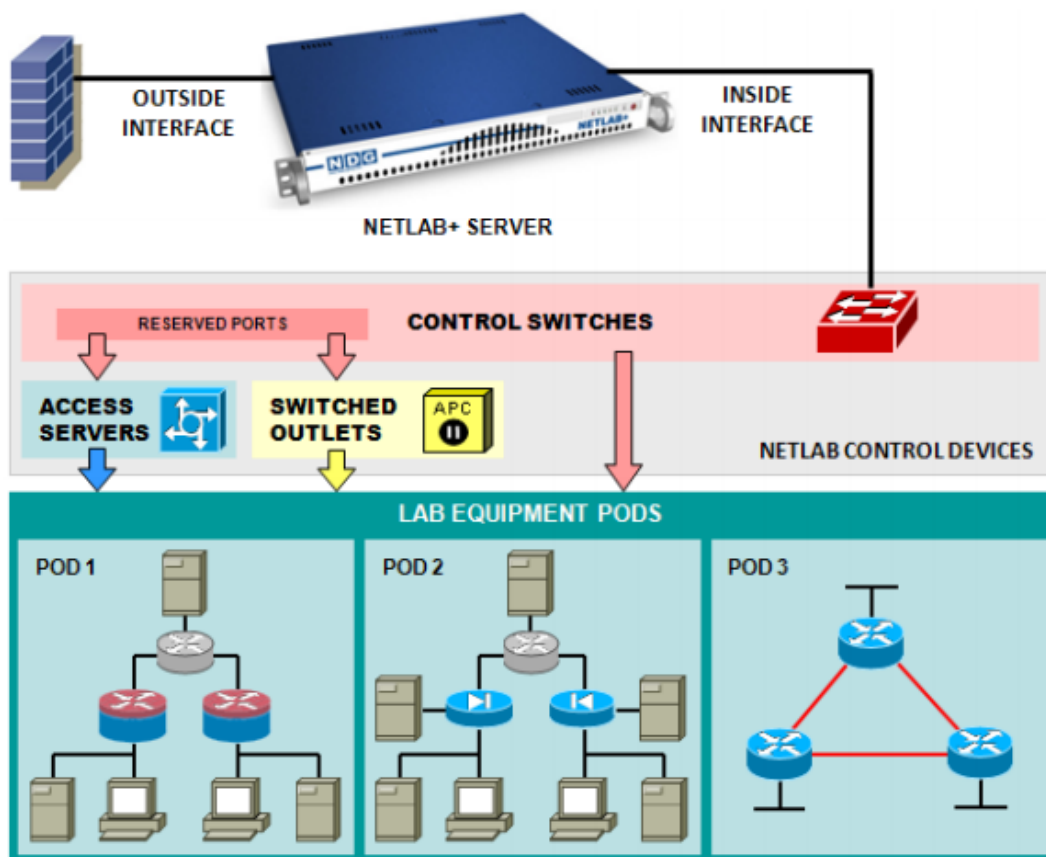 OUTSIDE
INTERFACE
INSIDE
INTERFACE
NDG
NETLAB+
NETLAB+ SERVER
RESERVED PORTS
CONTROL SWITCHES
ACCESS
SERVERS
SWITCHED
OUTLETS
APC
NETLAB CONTROL DEVICES
LAB EQUIPMENT PODS
POD 1
POD 2
POD 3